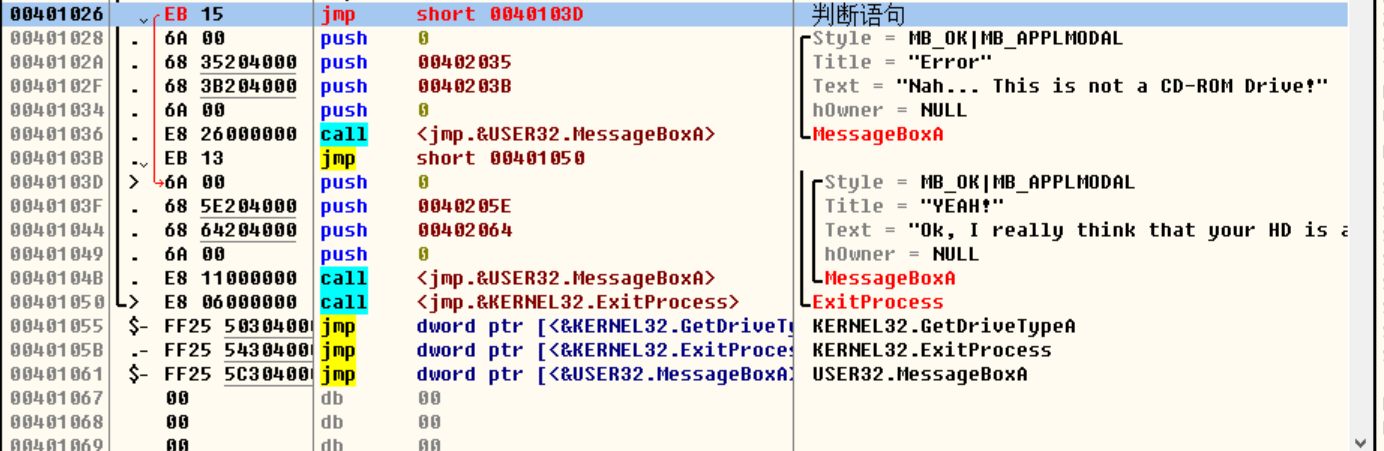 00401026 EB 15 jmp short 0040103D 判断语句
00401028 . 6A 00 push 0 Style = MB_OK|MB_APPLMODAL
0040102A . 68 35204000 push 00402035 Title = "Error"
0040102F . 68 3B204000 push 0040203B Text = "Nah... This is not a CD-ROM Drive!"
00401034 . 6A 00 push 0 hOwner = NULL
00401036 . E8 26000000 call <jmp.&USER32.MessageBoxA> MessageBoxA
0040103B . EB 13 jmp short 00401050
0040103D > 6A 00 push 0 Style = MB_OK|MB_APPLMODAL
0040103F . 68 5E204000 push 0040205E Title = "YEAH!"
00401044 . 68 64204000 push 00402064 Text = "Ok, I really think that your HD is a
00401049 . 6A 00 push 0 hOwner = NULL
0040104B . E8 11000000 call <jmp.&USER32.MessageBoxA> MessageBoxA
00401050 > E8 06000000 call <jmp.&KERNEL32.ExitProcess> ExitProcess
00401055 $- FF25 50304000 jmp dword ptr [<&KERNEL32.GetDriveTy KERNEL32.GetDriveTypeA
0040105B .- FF25 54304000 jmp dword ptr [<&KERNEL32.ExitProces KERNEL32.ExitProcess
00401061 $- FF25 5C304000 jmp dword ptr [<&USER32.MessageBoxA> USER32.MessageBoxA
00401067 00 db 00
00401068 00 db 00
00401069 00 db 00